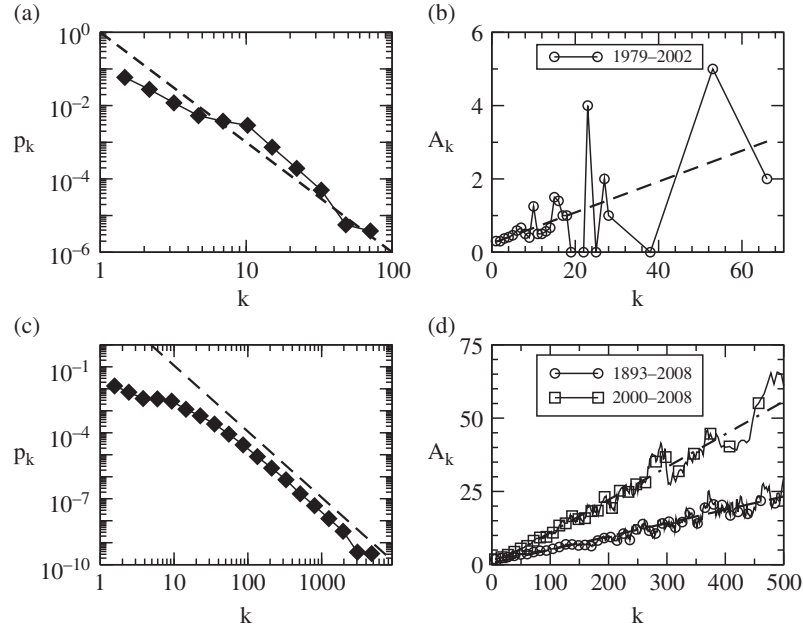 (a)
10^0
10^-2
p_k
10^-4
10^-6
1 10 100
k
(b)
6
1979–2002
4
A_k
2
0
0 20 40 60
k
(c)
10^-1
10^-4
p_k
10^-7
10^-10
1 10 100 1000
k
(d)
75
1893–2008
2000–2008
50
A_k
25
0
0 100 200 300 400 500
k